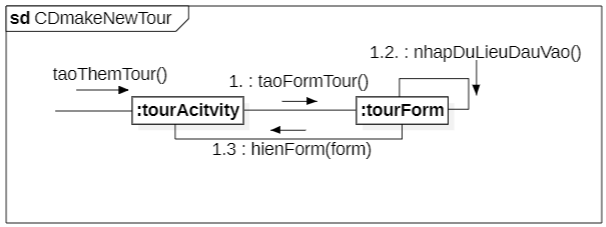 sd CDmakeNewTour
1.2. : nhapDuLieuDauVao()
taoThemTour()
1. : taoFormTour()
:tourAcitvity
:tourForm
1.3 : hienForm(form)